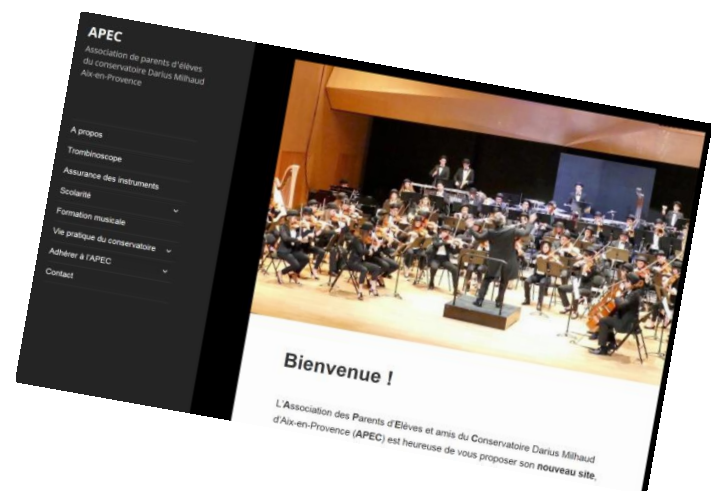 APEC
Association de parents d'élèves
du conservatoire Darius Milhaud
Aix-en-Provence
A propos
Trombinoscope
Assurance des instruments
Scolarité
Formation musicale
Vie pratique du conservatoire
Adhérer à l'APEC
Contact
Bienvenue !
L'Association des Parents d'Elèves et amis du Conservatoire Darius Milhaud
d'Aix-en-Provence (APEC) est heureuse de vous proposer son nouveau site,